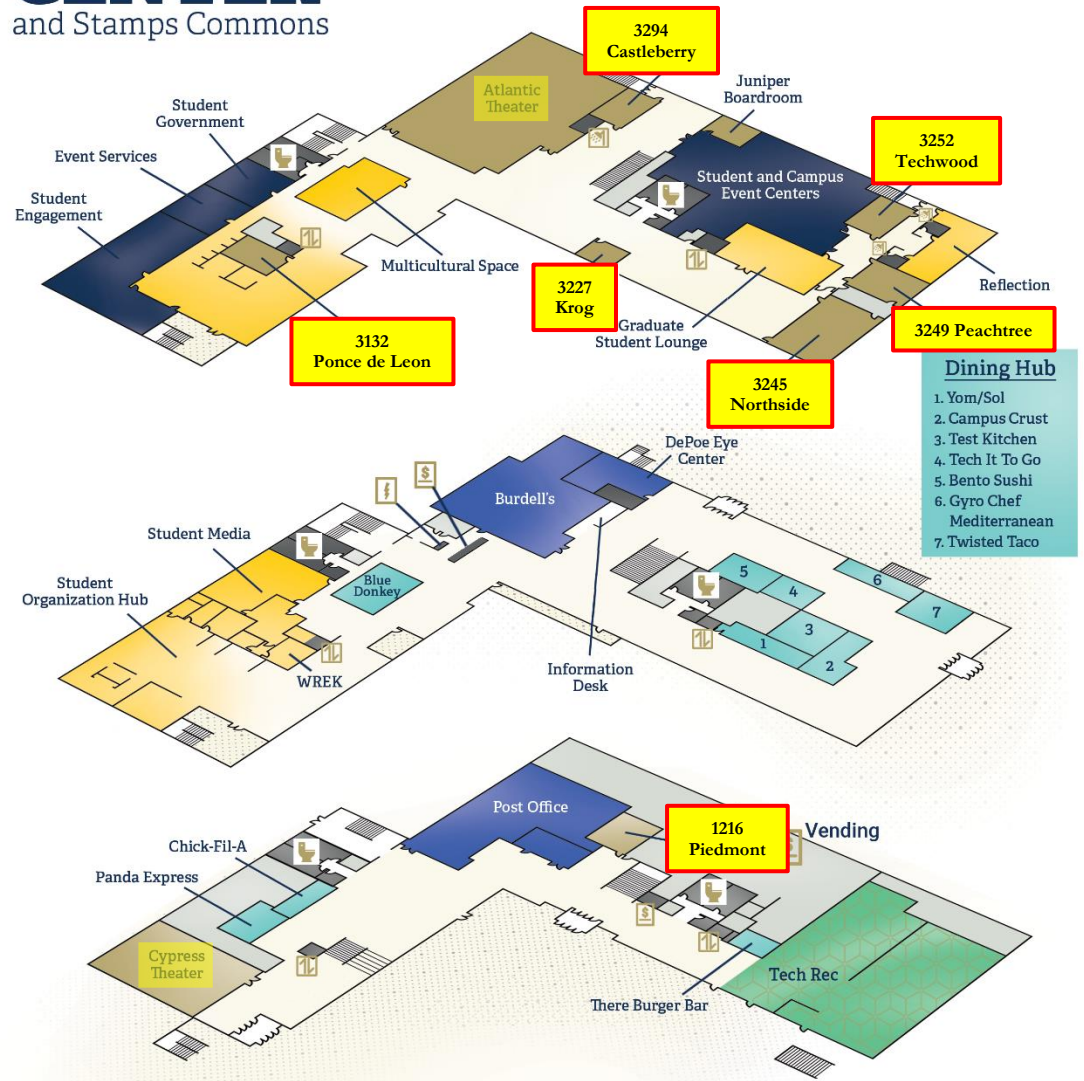 CENTER
and Stamps Commons
3294
Castleberry
Atlantic
Theater
Juniper
Boardroom
Student
Government
3252
Techwood
Event Services
Student and Campus
Event Centers
Student
Engagement
Multicultural Space
3227
Krog
Reflection
3132
Ponce de Leon
Graduate
Student Lounge
3249 Peachtree
3245
Northside
Dining Hub
1. Yom/Sol
2. Campus Crust
3. Test Kitchen
4. Tech It To Go
5. Bento Sushi
6. Gyro Chef
Mediterranean
7. Twisted Taco
DePoe Eye
Center
$
Burdell's
Student Media
Student
Organization Hub
Blue
Donkey
5
4
6
7
3
1
2
WREK
Information
Desk
Post Office
1216
Piedmont
Vending
Chick-Fil-A
Panda Express
$
Cypress
Theater
Tech Rec
There Burger Bar